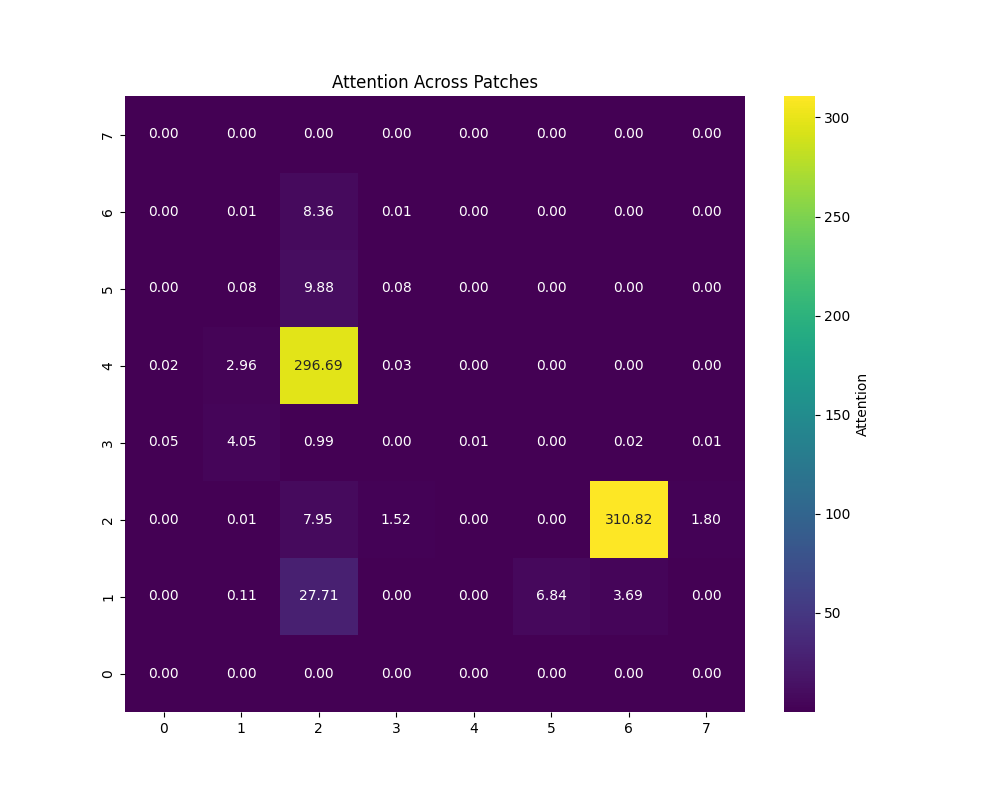 Attention Across Patches
7 0.00 0.00 0.00 0.00 0.00 0.00 0.00 0.00
6 0.00 0.01 8.36 0.01 0.00 0.00 0.00 0.00
5 0.00 0.08 9.88 0.08 0.00 0.00 0.00 0.00
4 0.02 2.96 296.69 0.03 0.00 0.00 0.00 0.00
3 0.05 4.05 0.99 0.00 0.01 0.00 0.02 0.01
2 0.00 0.01 7.95 1.52 0.00 0.00 310.82 1.80
1 0.00 0.11 27.71 0.00 0.00 6.84 3.69 0.00
0 0.00 0.00 0.00 0.00 0.00 0.00 0.00 0.00
0 1 2 3 4 5 6 7
300
250
200
150
100
50
Attention